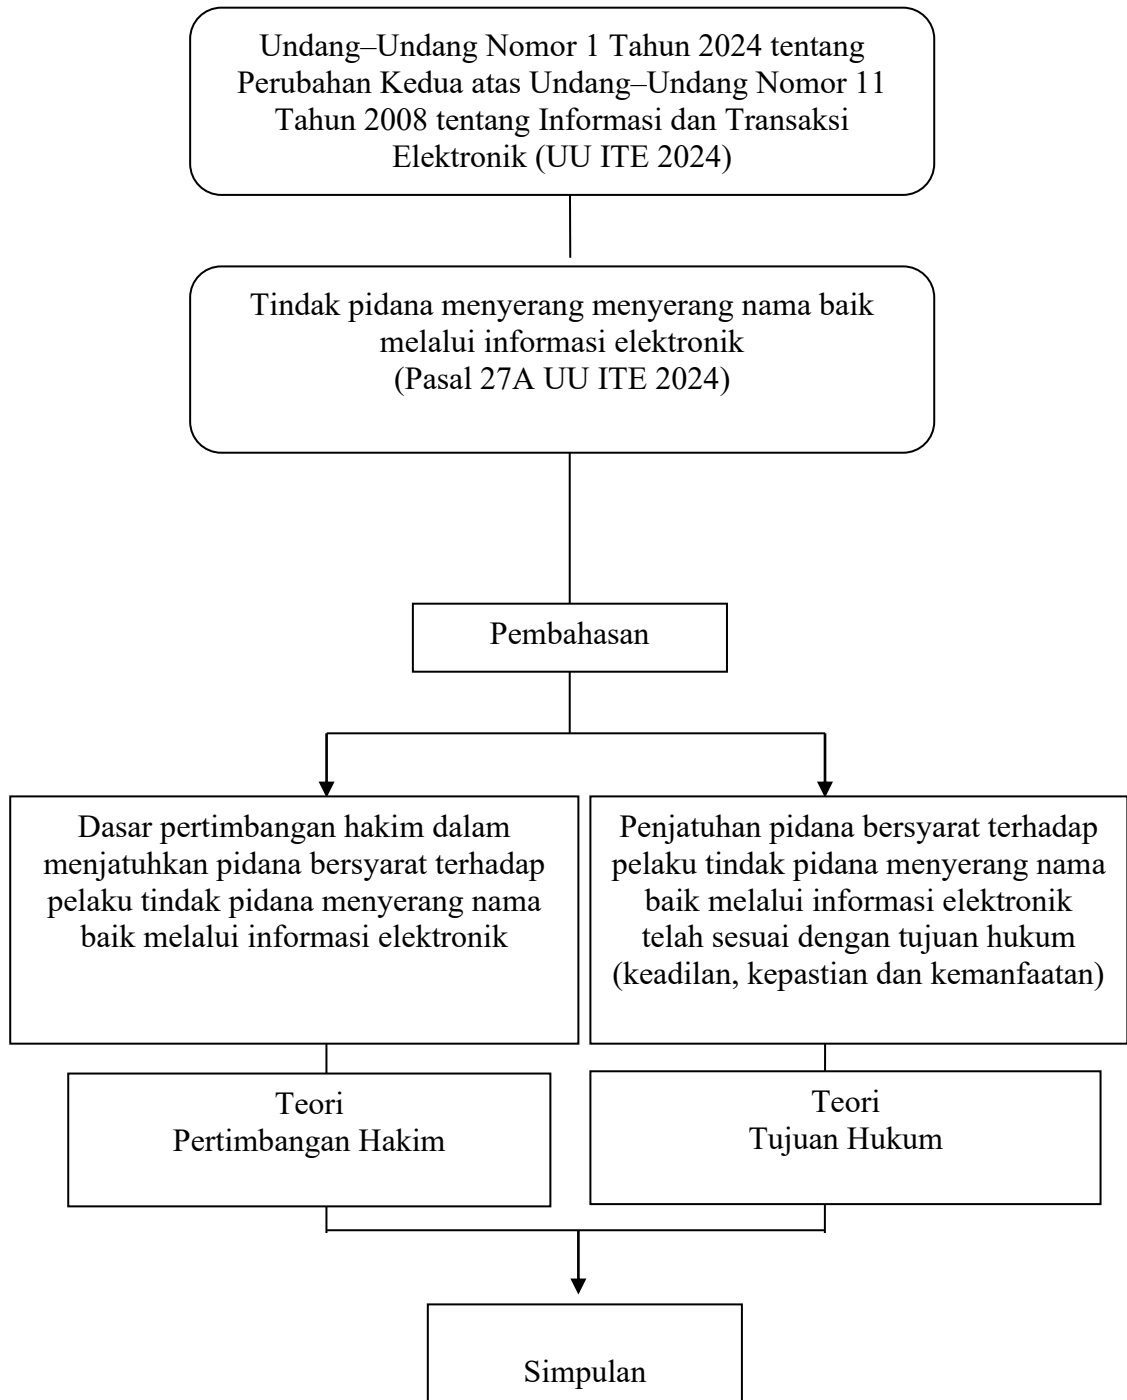 Undang–Undang Nomor 1 Tahun 2024 tentang
Perubahan Kedua atas Undang–Undang Nomor 11
Tahun 2008 tentang Informasi dan Transaksi
Elektronik (UU ITE 2024)
Tindak pidana menyerang menyerang nama baik
melalui informasi elektronik
(Pasal 27A UU ITE 2024)
Pembahasan
Dasar pertimbangan hakim dalam
menjatuhkan pidana bersyarat terhadap
pelaku tindak pidana menyerang nama
baik melalui informasi elektronik
Penjatuhan pidana bersyarat terhadap
pelaku tindak pidana menyerang nama
baik melalui informasi elektronik
telah sesuai dengan tujuan hukum
(keadilan, kepastian dan kemanfaatan)
Teori
Pertimbangan Hakim
Teori
Tujuan Hukum
Simpulan